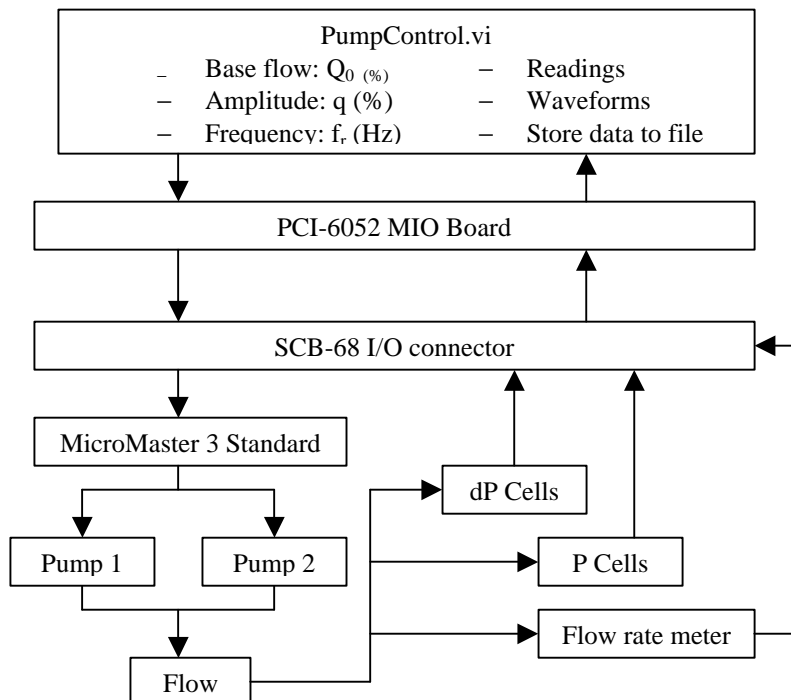 PumpControl.vi
_ Base flow: Q0 (%) – Readings
– Amplitude: q (%) – Waveforms
– Frequency: fr (Hz) – Store data to file
PCI-6052 MIO Board
SCB-68 I/O connector
MicroMaster 3 Standard
dP Cells
Pump 1
Pump 2
P Cells
Flow rate meter
Flow